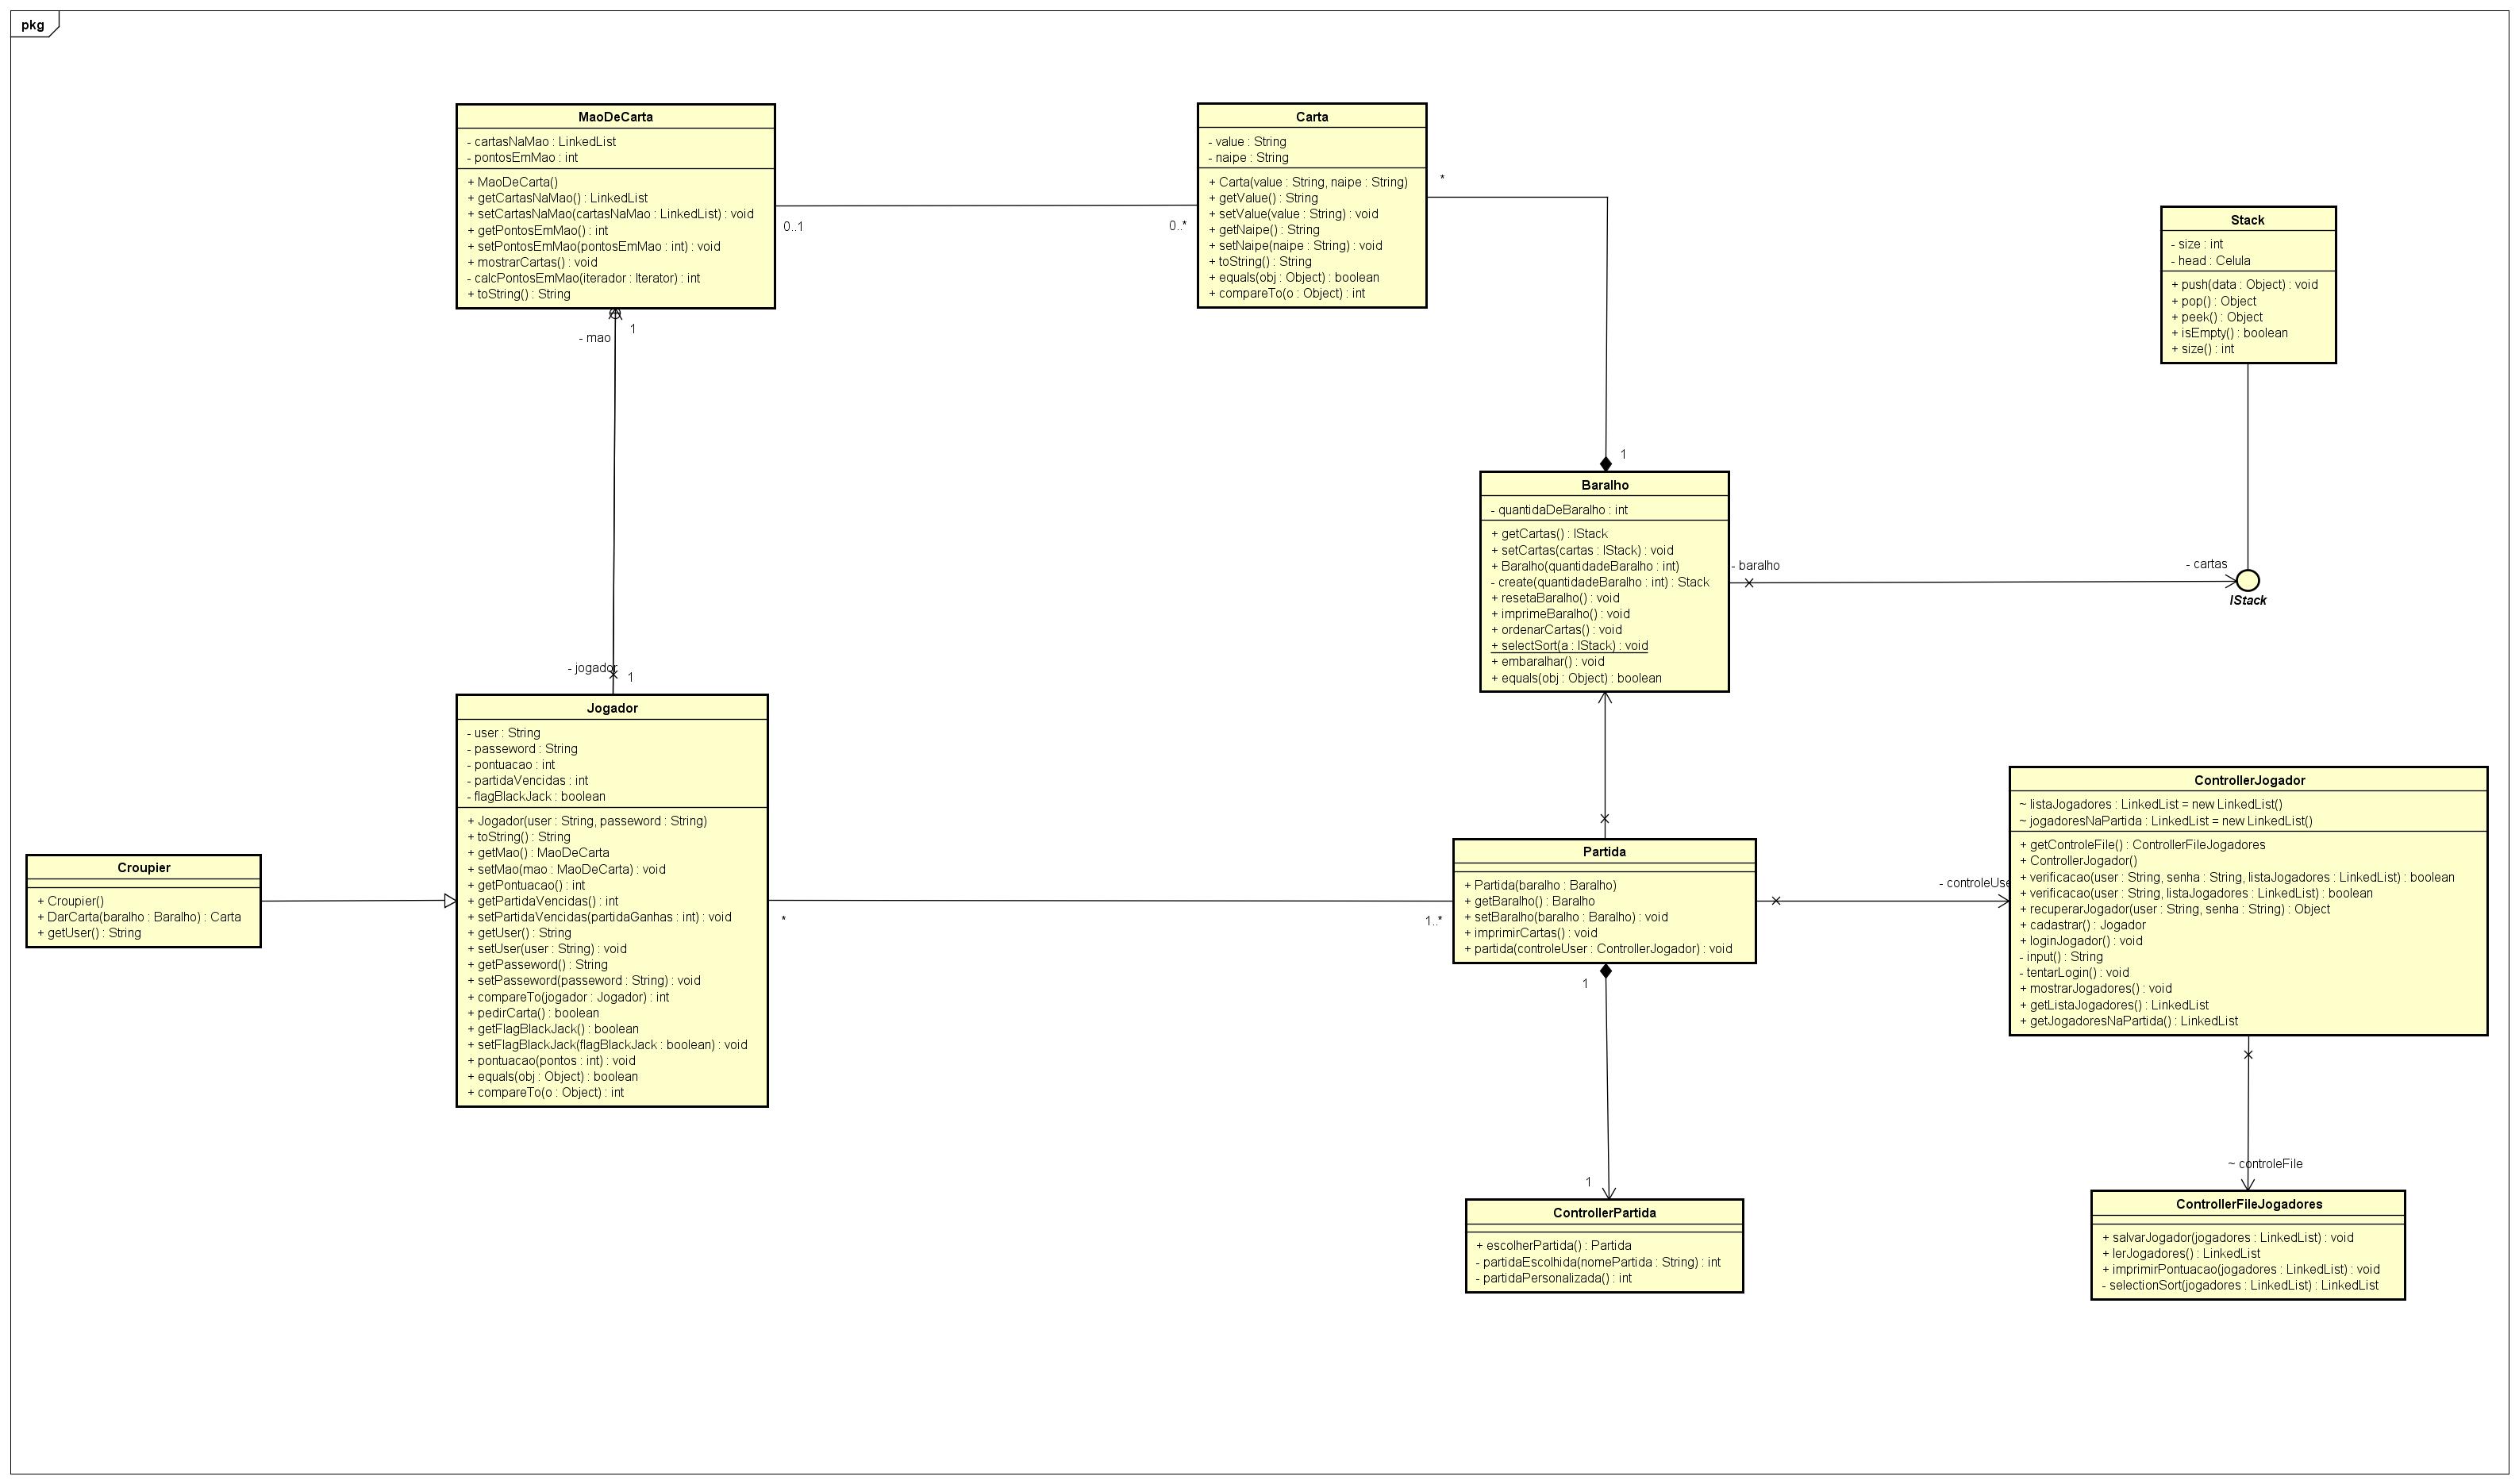 pkg
MaoDeCarta
- cartasNaMao : LinkedList
- pontosEmMao : int
+ MaoDeCarta()
+ getCartasNaMao() : LinkedList
+ setCartasNaMao(cartasNaMao : LinkedList) : void
+ getPontosEmMao() : int
+ setPontosEmMao(pontosEmMao : int) : void
+ mostrarCartas() : void
- calcPontosEmMao(iterador : Iterator) : int
+ toString() : String
0..1
0..*
Carta
- value : String
- naipe : String
+ Carta(value : String, naipe : String)
+ getValue() : String
+ setValue(value : String) : void
+ getNaipe() : String
+ setNaipe(naipe : String) : void
+ toString() : String
+ equals(obj : Object) : boolean
+ compareTo(o : Object) : int
*
1
Stack
- size : int
- head : Celula
+ push(data : Object) : void
+ pop() : Object
+ peek() : Object
+ isEmpty() : boolean
+ size() : int
1
- mao
- jogador
1
Baralho
- quantidaDeBaralho : int
+ getCartas() : IStack
+ setCartas(cartas : IStack) : void
+ Baralho(quantidadeBaralho : int)
- create(quantidadeBaralho : int) : Stack
+ resetaBaralho() : void
+ imprimeBaralho() : void
+ ordenarCartas() : void
+ selectSort(a : IStack) : void
+ embaralhar() : void
+ equals(obj : Object) : boolean
- baralho
- cartas
IStack
Jogador
- user : String
- passeword : String
- pontuacao : int
- partidaVencidas : int
- flagBlackJack : boolean
+ Jogador(user : String, passeword : String)
+ toString() : String
+ getMao() : MaoDeCarta
+ setMao(mao : MaoDeCarta) : void
+ getPontuacao() : int
+ getPartidaVencidas() : int
+ setPartidaVencidas(partidaGanhas : int) : void
+ getUser() : String
+ setUser(user : String) : void
+ getPasseword() : String
+ setPasseword(passeword : String) : void
+ compareTo(jogador : Jogador) : int
+ pedirCarta() : boolean
+ getFlagBlackJack() : boolean
+ setFlagBlackJack(flagBlackJack : boolean) : void
+ pontuacao(pontos : int) : void
+ equals(obj : Object) : boolean
+ compareTo(o : Object) : int
Croupier
+ Croupier()
+ DarCarta(baralho : Baralho) : Carta
+ getUser() : String
*
1..*
Partida
+ Partida(baralho : Baralho)
+ getBaralho() : Baralho
+ setBaralho(baralho : Baralho) : void
+ imprimirCartas() : void
+ partida(controleUser : ControllerJogador) : void
1
1
- controleUse
ControllerJogador
~ listaJogadores : LinkedList = new LinkedList()
~ jogadoresNaPartida : LinkedList = new LinkedList()
+ getControleFile() : ControllerFileJogadores
+ ControllerJogador()
+ verificacao(user : String, senha : String, listaJogadores : LinkedList) : boolean
+ verificacao(user : String, listaJogadores : LinkedList) : boolean
+ recuperarJogador(user : String, senha : String) : Object
+ cadastrar() : Jogador
+ loginJogador() : void
- input() : String
- tentarLogin() : void
+ mostrarJogadores() : void
+ getListaJogadores() : LinkedList
+ getJogadoresNaPartida() : LinkedList
~ controleFile
ControllerPartida
+ escolherPartida() : Partida
- partidaEscolhida(nomePartida : String) : int
- partidaPersonalizada() : int
ControllerFileJogadores
+ salvarJogador(jogadores : LinkedList) : void
+ lerJogadores() : LinkedList
+ imprimirPontuacao(jogadores : LinkedList) : void
- selectionSort(jogadores : LinkedList) : LinkedList